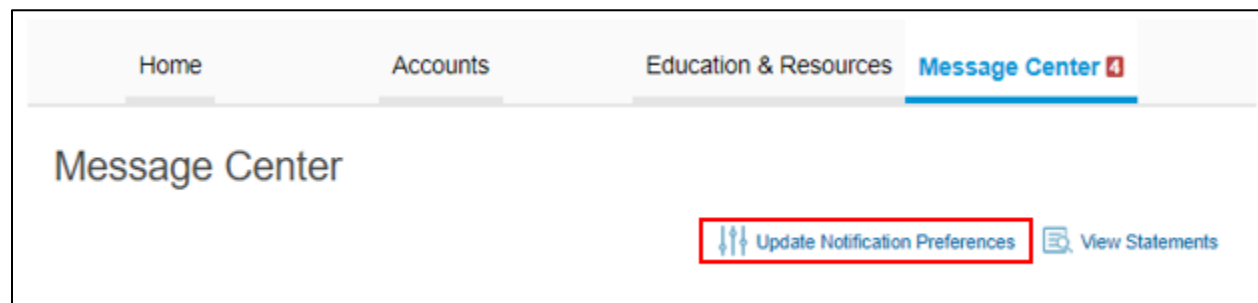 Home Accounts Education & Resources Message Center 4
Message Center
Update Notification Preferences View Statements